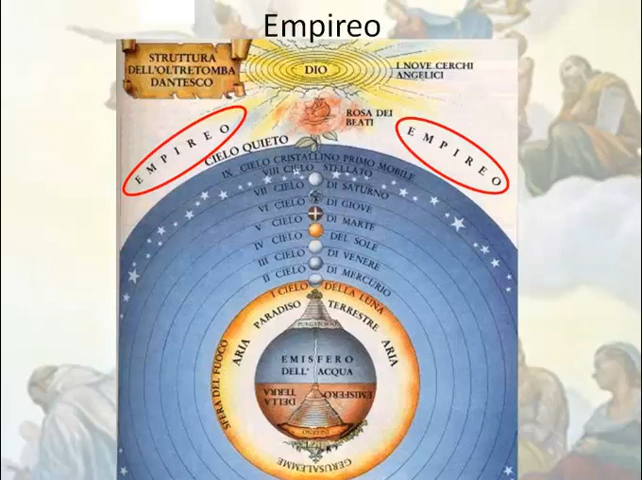 Empireo
STRUTTURA
DELL'OLTRETOMBA
DANTESCO
DIO
I NOVE CERCHI
ANGELICI
ROSA DEI
BEATI
EMPIREO
CIELO QUIETO
EMPIREO
IX CIELO CRISTALLINO PRIMO MOBILE
VIII CIELO STELLATO
VII CIELO DI SATURNO
VI CIELO DI GIOVE
V CIELO DI MARTE
IV CIELO DEL SOLE
III CIELO DI VENERE
II CIELO DI MERCURIO
I CIELO DELLA LUNA
PARADISO TERRESTRE
PURGATORIO
ARIA
ARIA
SFERA DEL FUOCO
EMISFERO
DELL' ACQUA
EMISFERO
DELLA TERRA
INFERNO
GERUSALEMME